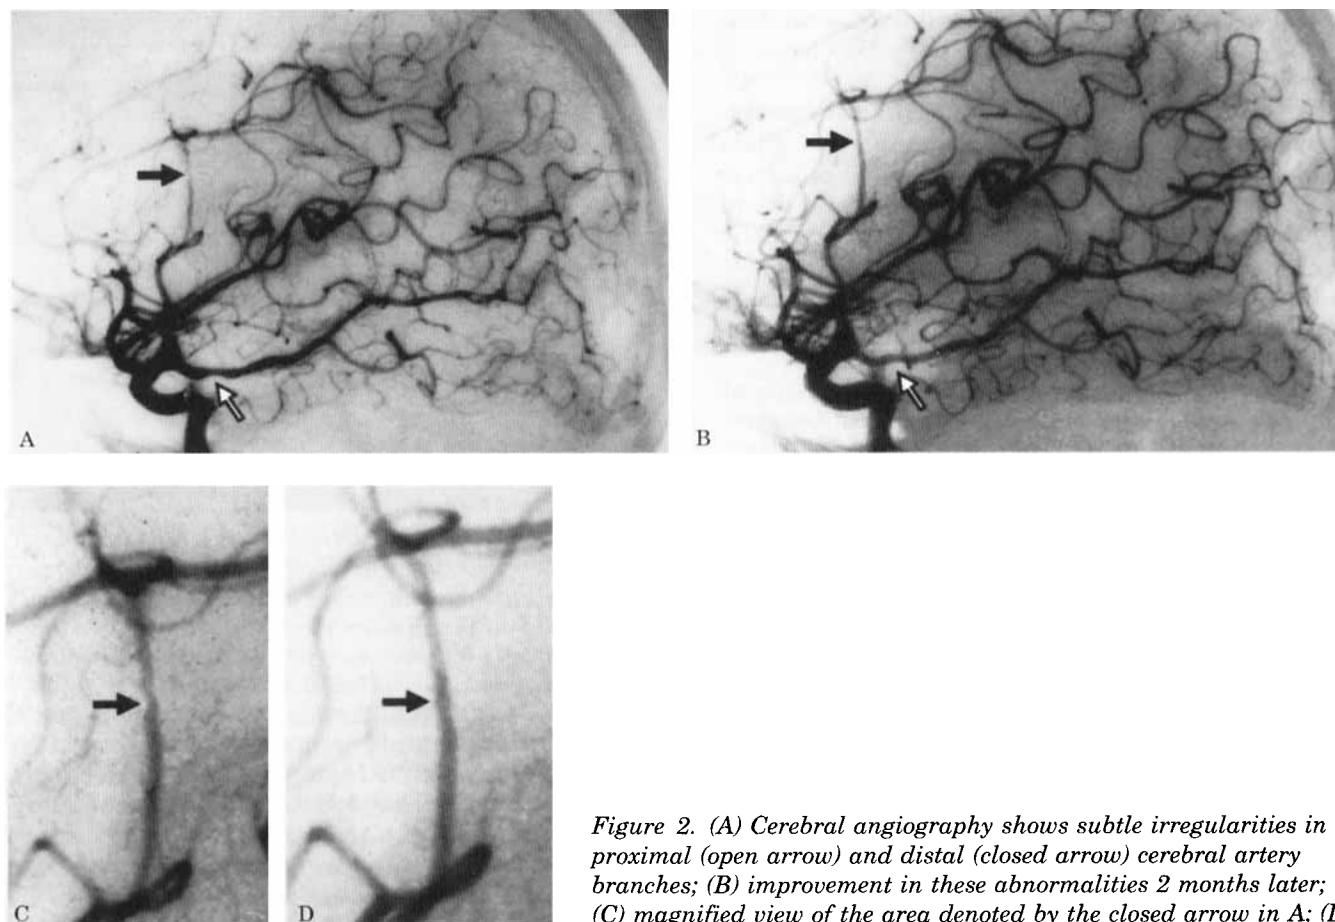 A
B
C
D
Figure 2. (A) Cerebral angiography shows subtle irregularities in
proximal (open arrow) and distal (closed arrow) cerebral artery
branches; (B) improvement in these abnormalities 2 months later;
(C) magnified view of the area denoted by the closed arrow in A;